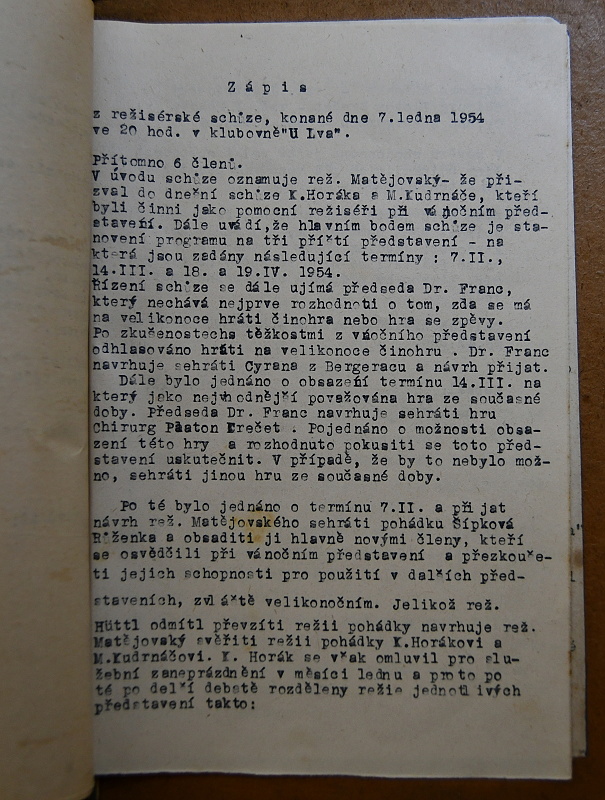 Z á p i s
z režisérské schůze, konané dne 7.ledna 1954
ve 20 hod. v klubovně"U Lva".
Přítomno 6 členů.
V úvodu schůze oznamuje rež. Matějovský- že při-
zval do dnešní schůze K.Horáka a M.Kudrnáče, kteří
byli činni jako pomocní režiséři při vánočním před-
stavení. Dále uvádí,že hlavním bodem schůze je sta-
novení programu na tři příští představení - na
která jsou zadány následující termíny : 7.II.,
14.III. a 18. a 19.IV. 1954.
Řízení schůze se dále ujímá předseda Dr. Franc,
který nechává nejprve rozhodnoti o tom, zda se má
na velikonoce hráti činohra nebo hra se zpěvy.
Po zkušenostechs těžkostmi z vánočního představení
odhlasováno hráti na velikonoce činohru . Dr. Franc
navrhuje sehráti Cyrana z Bergeracu a návrh přijat.
Dále bylo jednáno o obsazení termínu 14.III. na
který jako nejvhodnější považována hra ze současné
doby. Předseda Dr. Franc navrhuje sehráti hru
Chirurg Platon Krečet . Pojednáno o možnosti obsa-
zení této hry a rozhodnuto pokusiti se toto před-
stavení uskutečnit. V případě, že by to nebylo mož-
no, sehráti jinou hru ze současné doby.
Po té bylo jednáno o termínu 7.II. a přijat
návrh rež. Matějovského sehráti pohádku Šípková
Růženka a obsaditi ji hlavně novými členy, kteří
se osvědčili při vánočním představení a přezkouše-
ti jejich schopnosti pro použití v dalších před-
staveních, zvláště velikonočním. Jelikož rež.
Hüttl odmítl převzíti režii pohádky navrhuje rež.
Matějovský svěřiti režii pohádky K.Horákovi a
M.Kudrnáčovi. K. Horák se však omluvil pro slu-
žební zaneprázdnění v měsíci lednu a proto po
té po delší debatě rozděleny režie jednotlivých
představení takto: